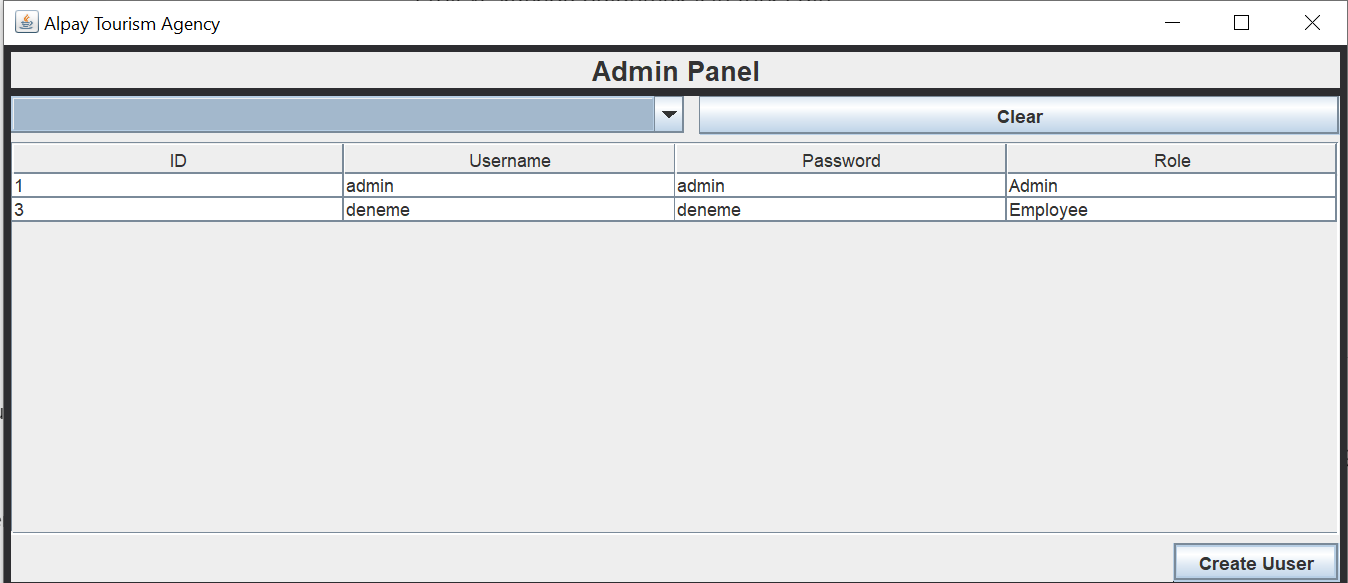 Alpay Tourism Agency
Admin Panel
Clear
ID Username Password Role
1 admin admin Admin
3 deneme deneme Employee
Create Uuser